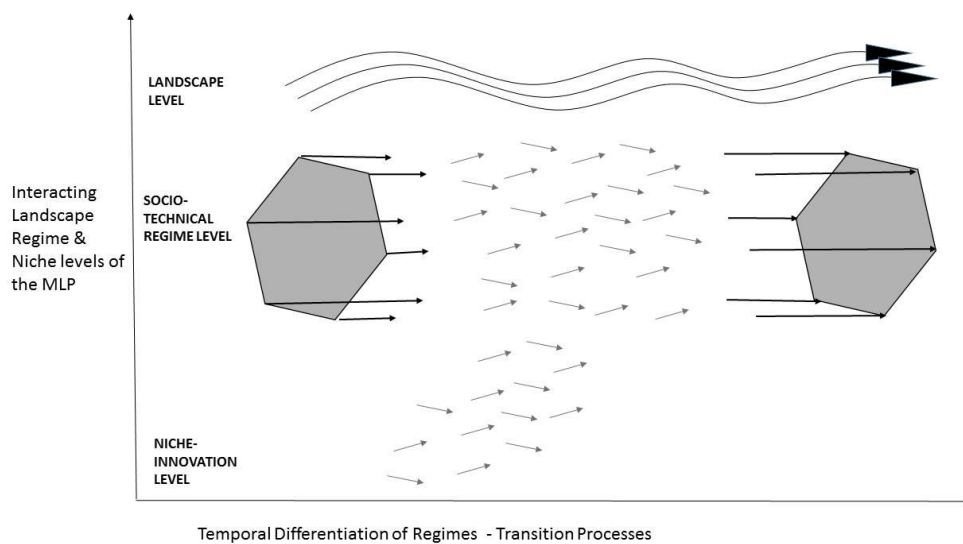 LANDSCAPE
LEVEL
Interacting
Landscape
Regime &
Niche levels of
the MLP
SOCIO-
TECHNICAL
REGIME LEVEL
NICHE-
INNOVATION
LEVEL
Temporal Differentiation of Regimes - Transition Processes